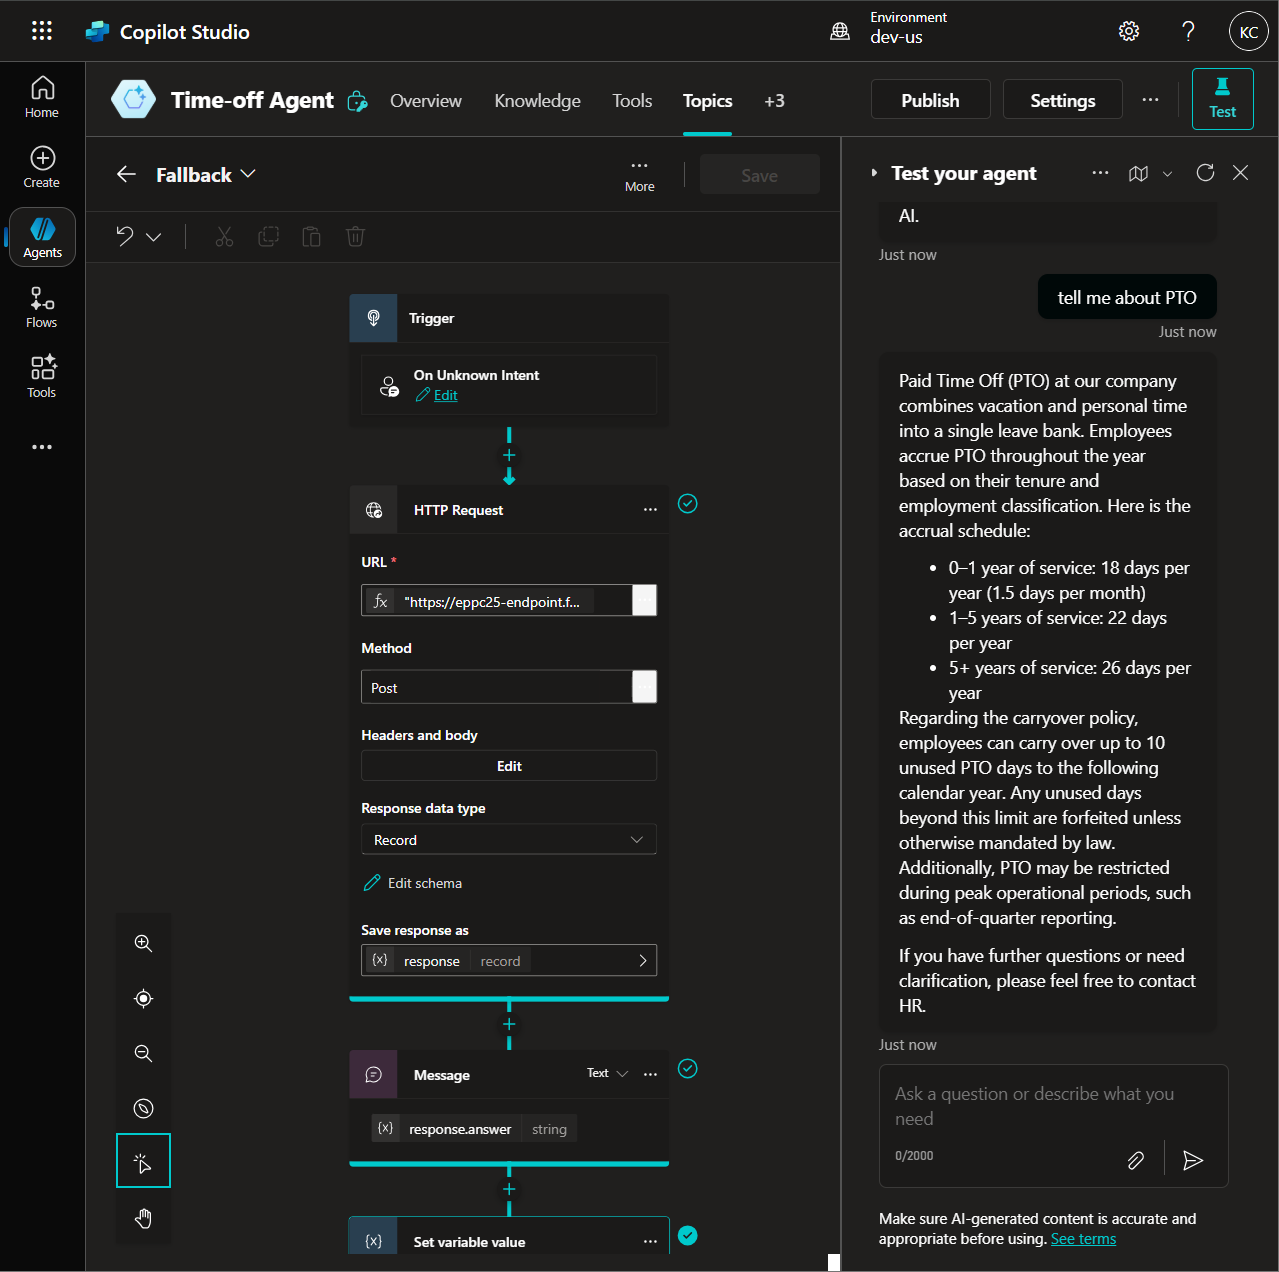 Copilot Studio
Environment
dev-us
KC
Home
Create
Agents
Flows
Tools
Time-off Agent
Overview
Knowledge
Tools
Topics
+3
Publish
Settings
Test
Fallback
More
Save
Trigger
On Unknown Intent
Edit
HTTP Request
URL *
fx "https://eppc25-endpoint.f...
Method
Post
Headers and body
Edit
Response data type
Record
Edit schema
Save response as
{x} response record
Message
Text
{x} response.answer string
{x} Set variable value
Test your agent
AI.
Just now
tell me about PTO
Just now
Paid Time Off (PTO) at our company
combines vacation and personal time
into a single leave bank. Employees
accrue PTO throughout the year
based on their tenure and
employment classification. Here is the
accrual schedule:
• 0–1 year of service: 18 days per
year (1.5 days per month)
• 1–5 years of service: 22 days
per year
• 5+ years of service: 26 days per
year
Regarding the carryover policy,
employees can carry over up to 10
unused PTO days to the following
calendar year. Any unused days
beyond this limit are forfeited unless
otherwise mandated by law.
Additionally, PTO may be restricted
during peak operational periods, such
as end-of-quarter reporting.
If you have further questions or need
clarification, please feel free to contact
HR.
Just now
Ask a question or describe what you
need
0/2000
Make sure AI-generated content is accurate and
appropriate before using. See terms